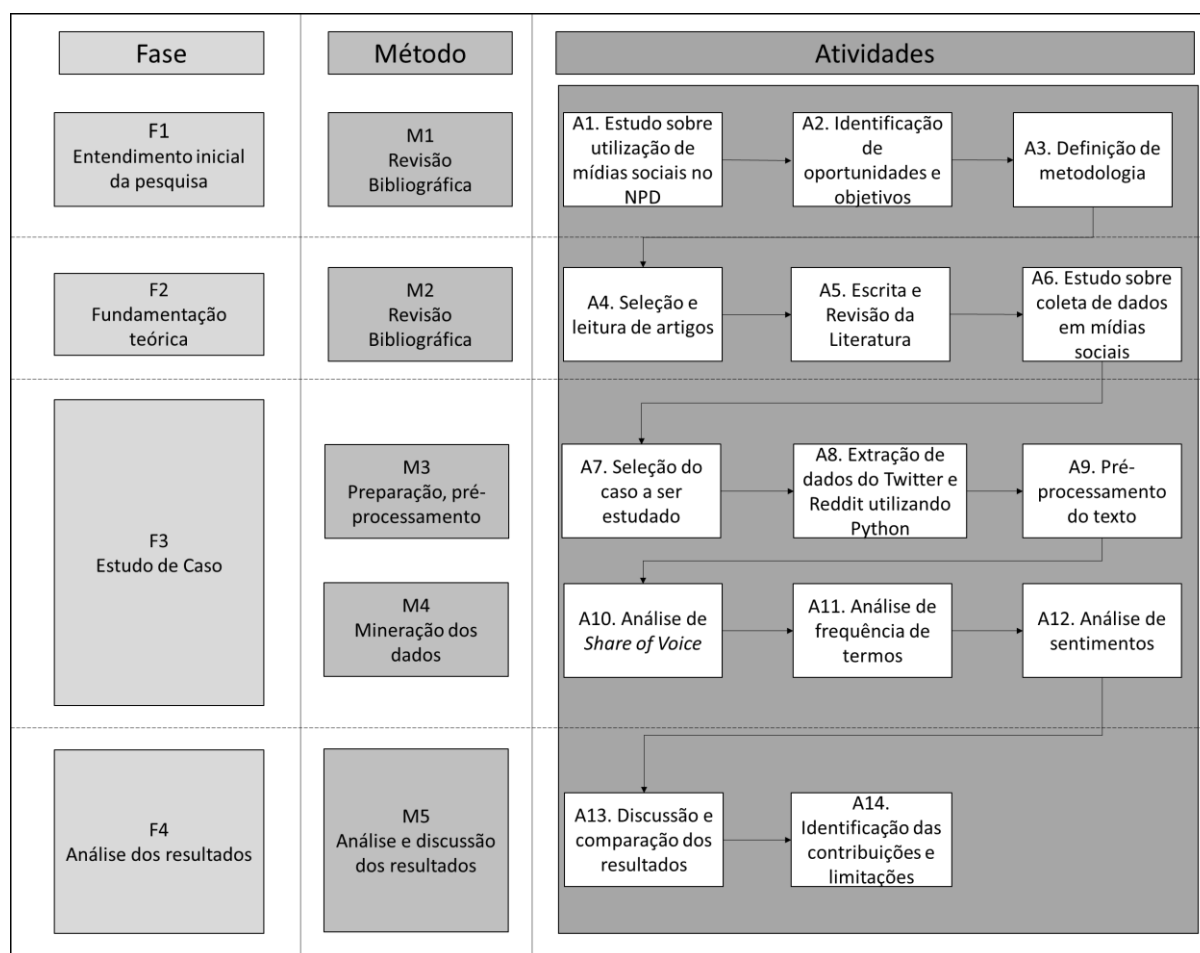 Fase
Método
Atividades
F1
Entendimento inicial
da pesquisa
M1
Revisão
Bibliográfica
A1. Estudo sobre
utilização de
mídias sociais no
NPD
A2. Identificação
de
oportunidades e
objetivos
A3. Definição de
metodologia
F2
Fundamentação
teórica
M2
Revisão
Bibliográfica
A4. Seleção e
leitura de artigos
A5. Escrita e
Revisão da
Literatura
A6. Estudo sobre
coleta de dados
em mídias
sociais
F3
Estudo de Caso
M3
Preparação, pré-
processamento
A7. Seleção do
caso a ser
estudado
A8. Extração de
dados do Twitter e
Reddit utilizando
Python
A9. Pré-
processamento
do texto
M4
Mineração dos
dados
A10. Análise de
Share of Voice
A11. Análise de
frequência de
termos
A12. Análise de
sentimentos
F4
Análise dos resultados
M5
Análise e discussão
dos resultados
A13. Discussão e
comparação dos
resultados
A14.
Identificação das
contribuições e
limitações